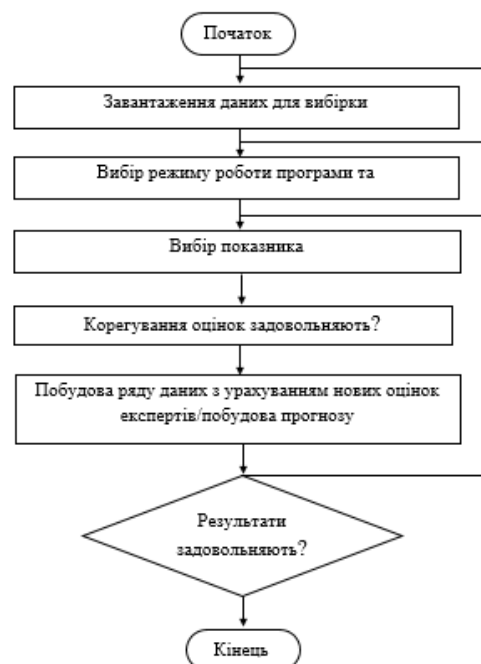 Початок
Завантаження даних для вибірки
Вибір режиму роботи програми та
Вибір показника
Корегування оцінок задовольняють?
Побудова ряду даних з урахуванням нових оцінок
експертів/побудова прогнозу
Результати
задовольняють?
Кінець